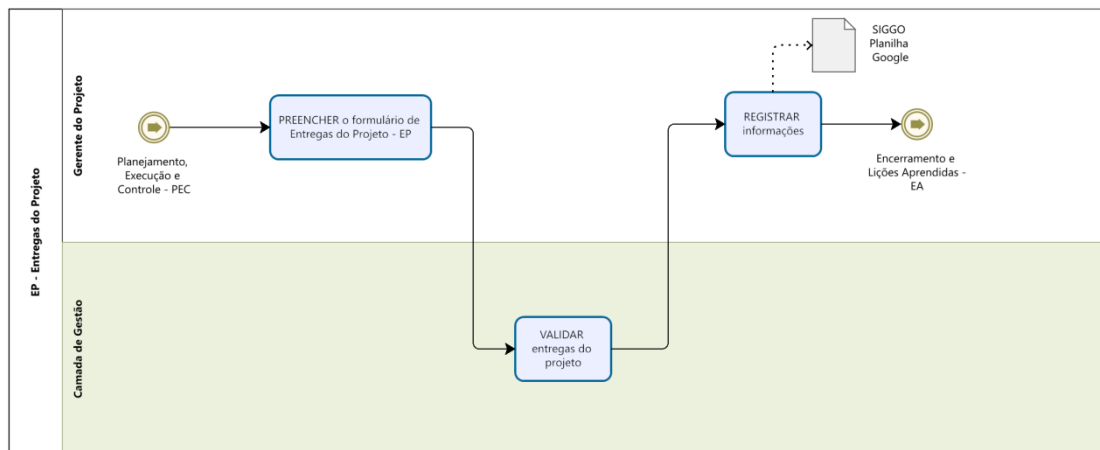 EP - Entregas do Projeto
Gerente do Projeto
Planejamento,
Execução e
Controle - PEC
PREENCHER o formulário de
Entregas do Projeto - EP
REGISTRAR
informações
SIGGO
Planilha
Google
Encerramento e
Lições Aprendidas -
EA
Camada de Gestão
VALIDAR
entregas do
projeto